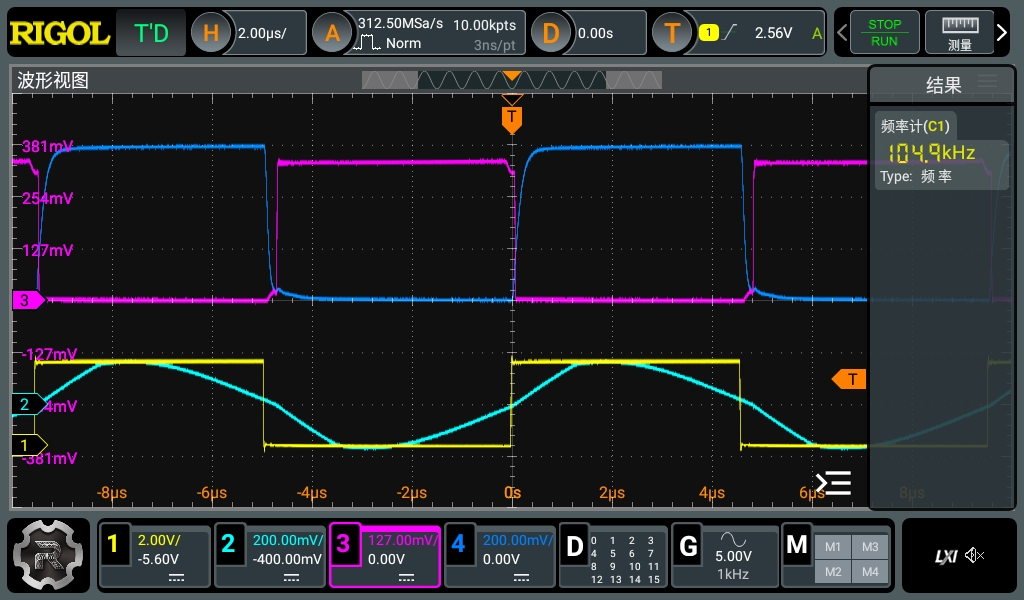 RIGOL T'D H 2.00μs/ A 312.50MSa/s 10.00kpts D 0.00s T 1 2.56V A STOP
Norm 3ns/pt RUN 测量
波形视图 结果
T
频率计(C1)
104.9kHz
Type: 频率
381mV
254mV
127mV
3
-127mV
T
2 4mV
1
-381mV
-8μs -6μs -4μs -2μs 0s 2μs 4μs 6μs 8μs
R
1 2.00V/ -5.60V
2 200.00mV/ -400.00mV
3 127.00mV/ 0.00V
4 200.00mV/ 0.00V
D 0 1 2 3
4 5 6 7
8 9 10 11
12 13 14 15
G 5.00V 1kHz
M M1 M3
M2 M4
LXI